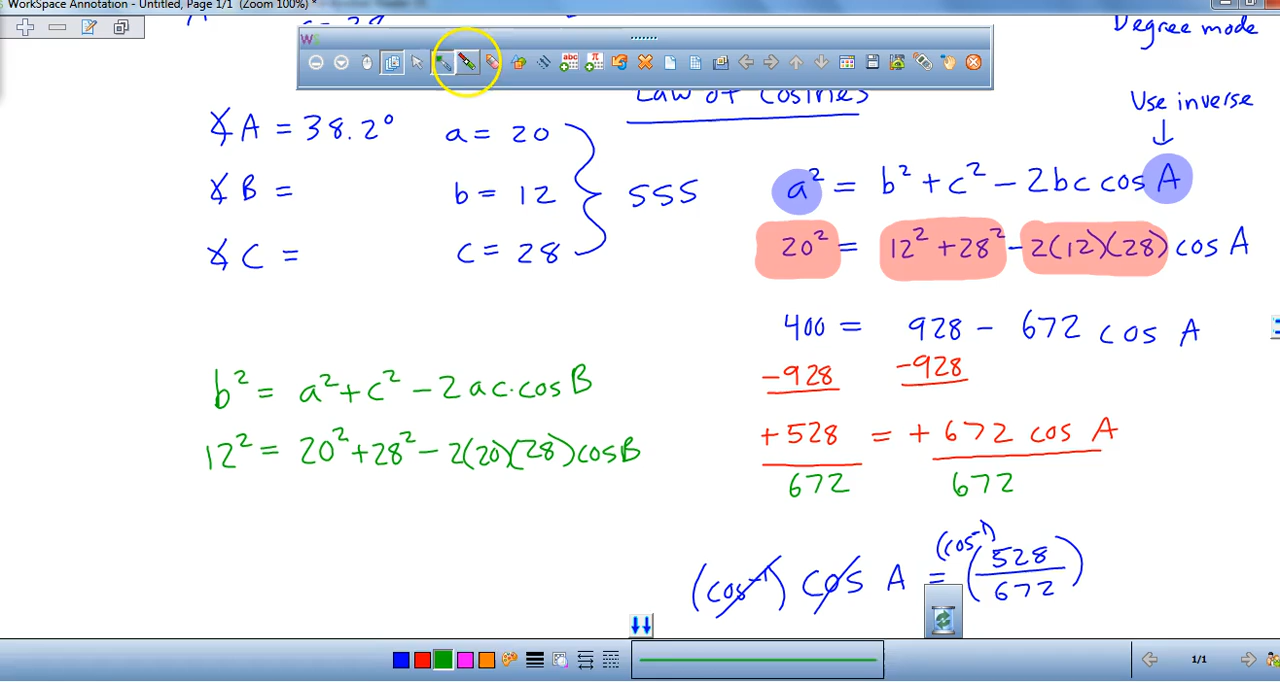 WorkSpace Annotation - Untitled, Page 1/1 (Zoom 100%) *
Degree mode
Law of Cosines
Use inverse
∡A = 38.2° a = 20
∡B = b = 12
∡C = c = 28
SSS
a² = b² + c² - 2bc cos A
20² = 12² + 28² - 2(12)(28) cos A
400 = 928 - 672 cos A
-928 -928
+528 = +672 cos A
672 672
(cos⁻¹) cos A = (cos⁻¹)(528/672)
b² = a² + c² - 2ac·cos B
12² = 20² + 28² - 2(20)(28) cos B
1/1